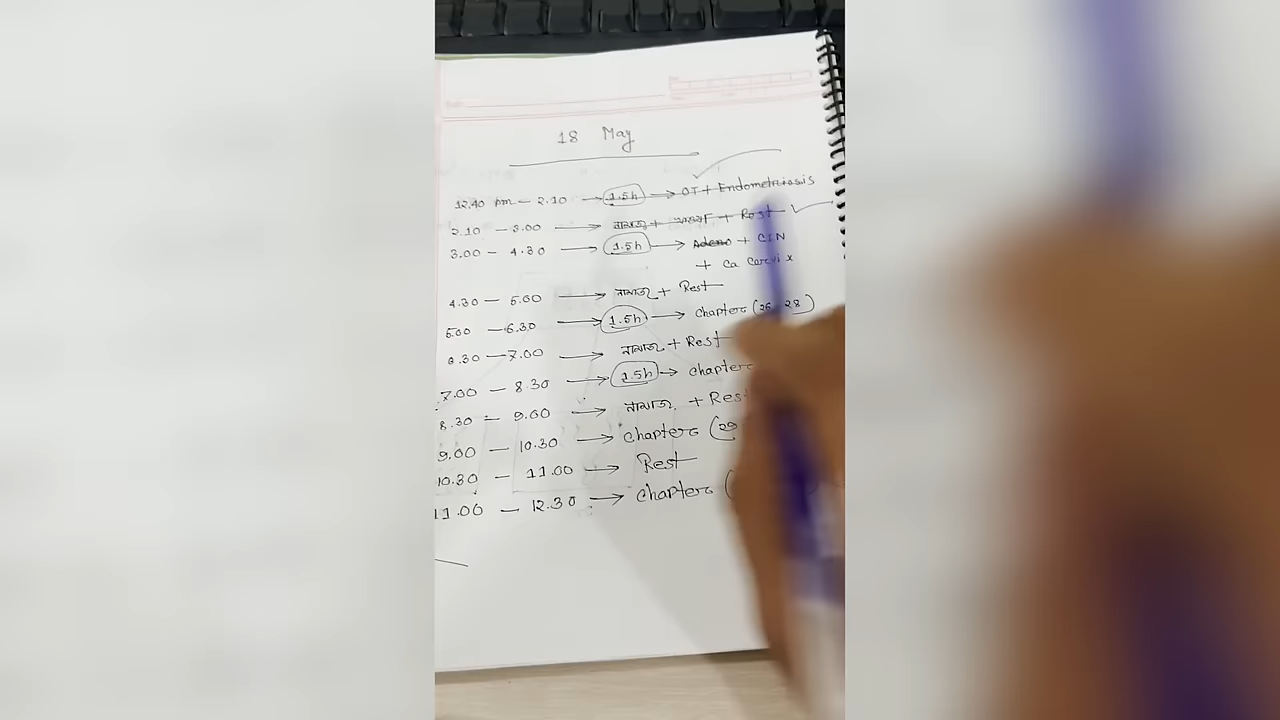 18 May
12.40 pm - 2.10 → 1.5h → OT + Endometriosis
2.10 - 3.00 → নামাজ + + Rest
3.00 - 4.30 → 1.5h → Adeno + CIN
+ Ca Cervix
4.30 - 5.00 → নামাজ + Rest
5.00 - 6.30 → 1.5h → chapter (26-28)
6.30 - 7.00 → নামাজ + Rest
7.00 - 8.30 → 1.5h → chapter
8.30 - 9.00 → নামাজ + Rest
9.00 - 10.30 → chapter (29
10.30 - 11.00 → Rest
11.00 - 12.30 → chapter (